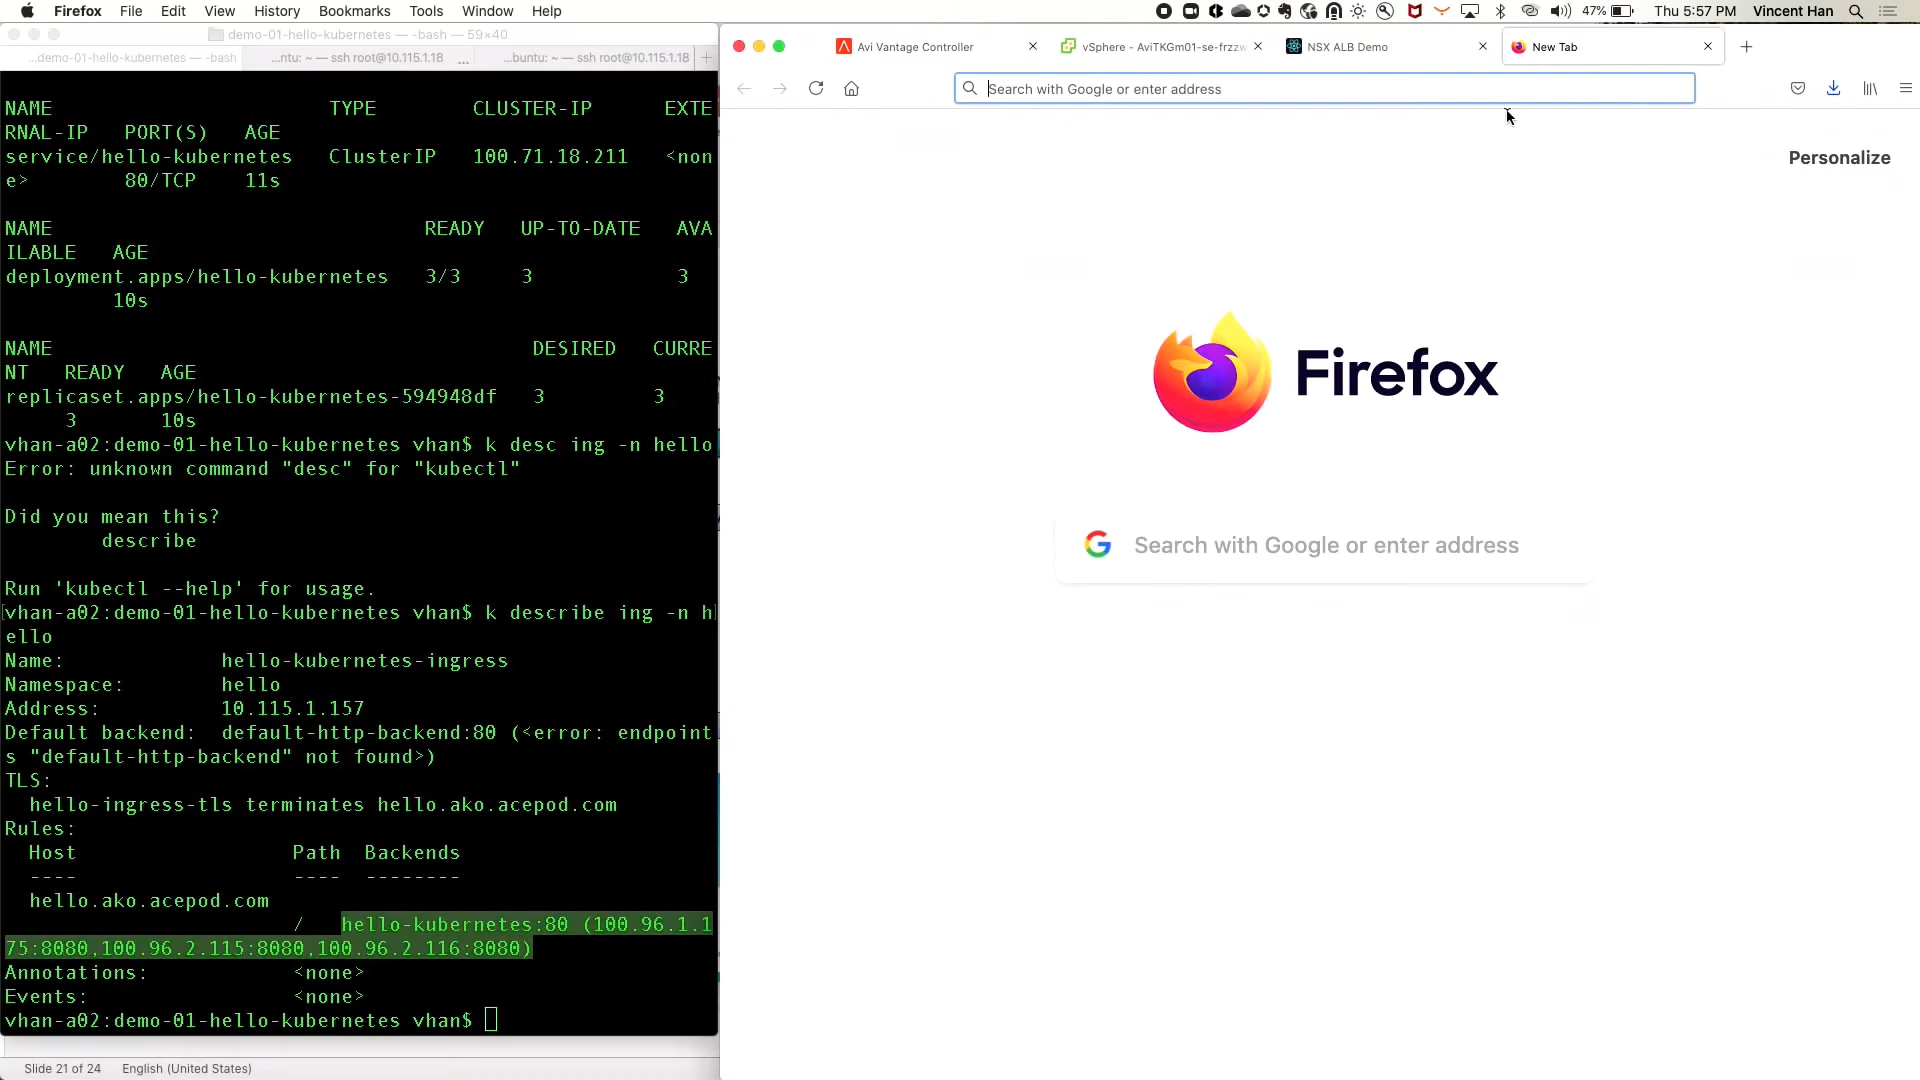 Firefox File Edit View History Bookmarks Tools Window Help
47% Thu 5:57 PM Vincent Han
demo-01-hello-kubernetes — -bash — 59×40
...demo-01-hello-kubernetes — -bash ...ntu: ~ — ssh root@10.115.1.18 ... ...buntu: ~ — ssh root@10.115.1.18 +
NAME TYPE CLUSTER-IP EXTE
RNAL-IP PORT(S) AGE
service/hello-kubernetes ClusterIP 100.71.18.211 <non
e> 80/TCP 11s
NAME READY UP-TO-DATE AVA
ILABLE AGE
deployment.apps/hello-kubernetes 3/3 3 3
10s
NAME DESIRED CURRE
NT READY AGE
replicaset.apps/hello-kubernetes-594948df 3 3
3 10s
vhan-a02:demo-01-hello-kubernetes vhan$ k desc ing -n hello
Error: unknown command "desc" for "kubectl"
Did you mean this?
describe
Run 'kubectl --help' for usage.
[vhan-a02:demo-01-hello-kubernetes vhan$ k describe ing -n h]
ello
Name: hello-kubernetes-ingress
Namespace: hello
Address: 10.115.1.157
Default backend: default-http-backend:80 (<error: endpoint
s "default-http-backend" not found>)
TLS:
hello-ingress-tls terminates hello.ako.acepod.com
Rules:
Host Path Backends
---- ---- --------
hello.ako.acepod.com
/ hello-kubernetes:80 (100.96.1.1
75:8080,100.96.2.115:8080,100.96.2.116:8080)
Annotations: <none>
Events: <none>
vhan-a02:demo-01-hello-kubernetes vhan$
Slide 21 of 24 English (United States)
Avi Vantage Controller vSphere - AviTKGm01-se-frzzw NSX ALB Demo New Tab
Search with Google or enter address
Personalize
Firefox
Search with Google or enter address